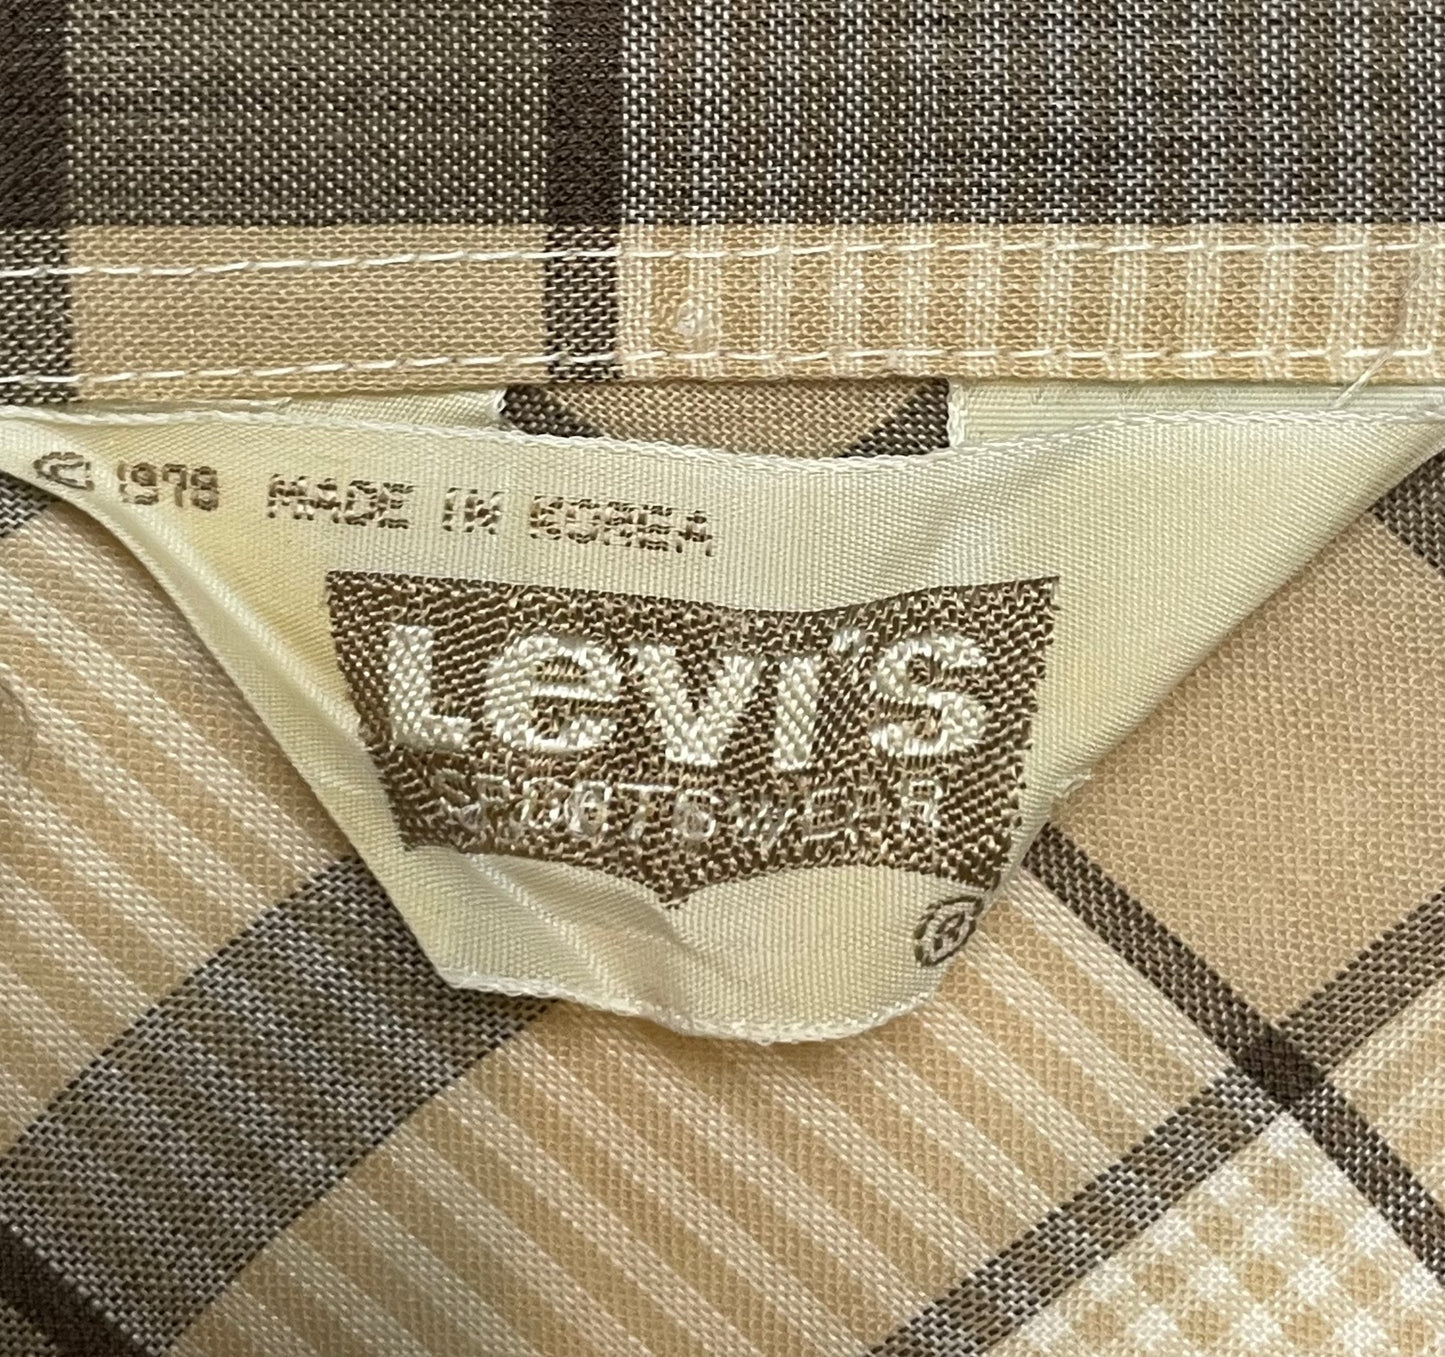 © 1978 MADE IN KOREA
Levi's
SPORTSWEAR
®